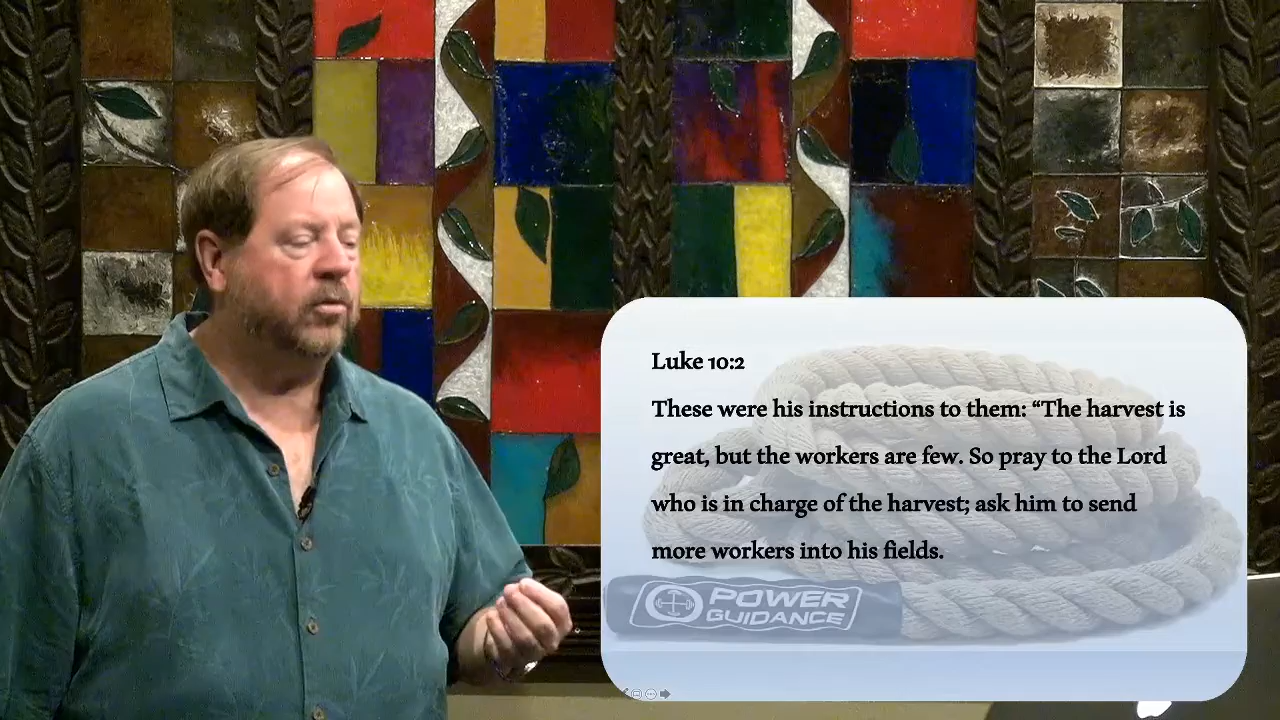 Luke 10:2
These were his instructions to them: “The harvest is
great, but the workers are few. So pray to the Lord
who is in charge of the harvest; ask him to send
more workers into his fields.
POWER
GUIDANCE